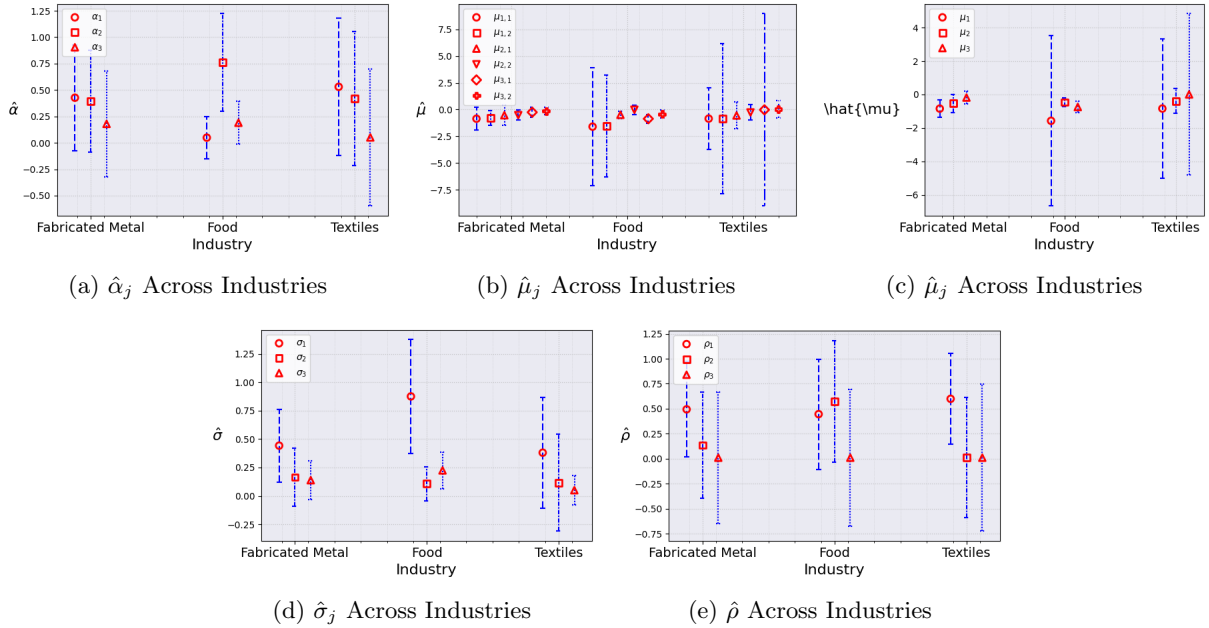 1.25
1.00
0.75
0.50
0.25
0.00
−0.25
−0.50
α̂
α₁
α₂
α₃
Fabricated Metal Food Textiles
Industry
(a) α̂ⱼ Across Industries
7.5
5.0
2.5
0.0
−2.5
−5.0
−7.5
μ̂
μ₁,₁
μ₁,₂
μ₂,₁
μ₂,₂
μ₃,₁
μ₃,₂
Fabricated Metal Food Textiles
Industry
(b) μ̂ⱼ Across Industries
4
2
0
−2
−4
−6
\hat{\mu}
μ₁
μ₂
μ₃
Fabricated Metal Food Textiles
Industry
(c) μ̂ⱼ Across Industries
1.25
1.00
0.75
0.50
0.25
0.00
−0.25
σ̂
σ₁
σ₂
σ₃
Fabricated Metal Food Textiles
Industry
(d) σ̂ⱼ Across Industries
1.25
1.00
0.75
0.50
0.25
0.00
−0.25
−0.50
−0.75
ρ̂
ρ₁
ρ₂
ρ₃
Fabricated Metal Food Textiles
Industry
(e) ρ̂ Across Industries